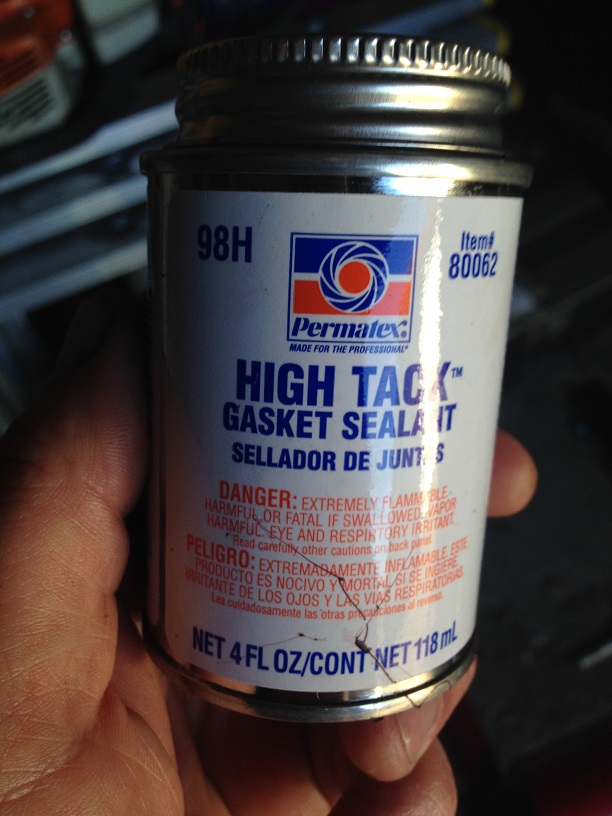 98H
Item#
80062
Permatex®
MADE FOR THE PROFESSIONAL®
HIGH TACK™
GASKET SEALANT
SELLADOR DE JUNTAS
DANGER: EXTREMELY FLAMMABLE.
HARMFUL OR FATAL IF SWALLOWED. VAPOR
HARMFUL. EYE AND RESPIRTORY IRRITANT.
Read carefully other cautions on back panel.
PELIGRO: EXTREMADAMENTE INFLAMABLE. ESTE
PRODUCTO ES NOCIVO Y MORTAL SI SE INGIERE.
IRRITANTE DE LOS OJOS Y LAS VIAS RESPIRATORIAS.
Lea cuidadosamente las otras precauciones al reverso.
NET 4 FL OZ/CONT NET 118 mL